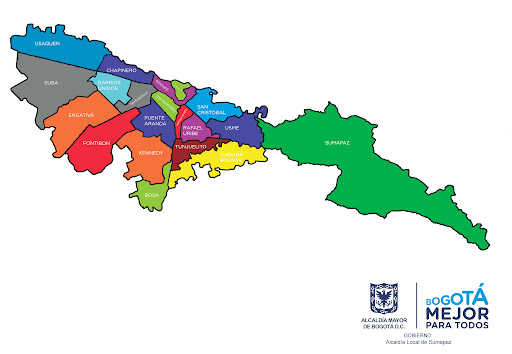 USAQUEN
CHAPINERO
SUBA
BARRIOS
UNIDOS
ENGATIVÁ
SAN
CRISTOBAL
PUENTE
ARANDA
RAFAEL
URIBE
USME
FONTIBON
KENNEDY
TUNJUELITO
CIUDAD
BOLIVAR
SUMAPAZ
BOSA
ALCALDÍA MAYOR
DE BOGOTÁ D.C.
BOGOTÁ
MEJOR
PARA TODOS
GOBIERNO
Alcaldía Local de Sumapaz